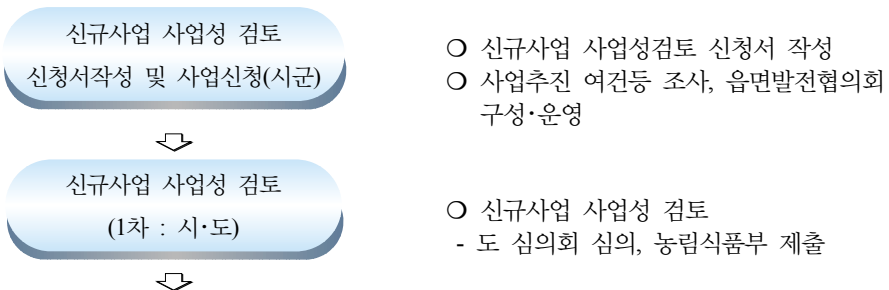 신규사업 사업성 검토
신청서작성 및 사업신청(시군)
❍ 신규사업 사업성검토 신청서 작성
❍ 사업추진 여건등 조사, 읍면발전협의회
구성·운영
신규사업 사업성 검토
(1차 : 시·도)
❍ 신규사업 사업성 검토
- 도 심의회 심의, 농림식품부 제출